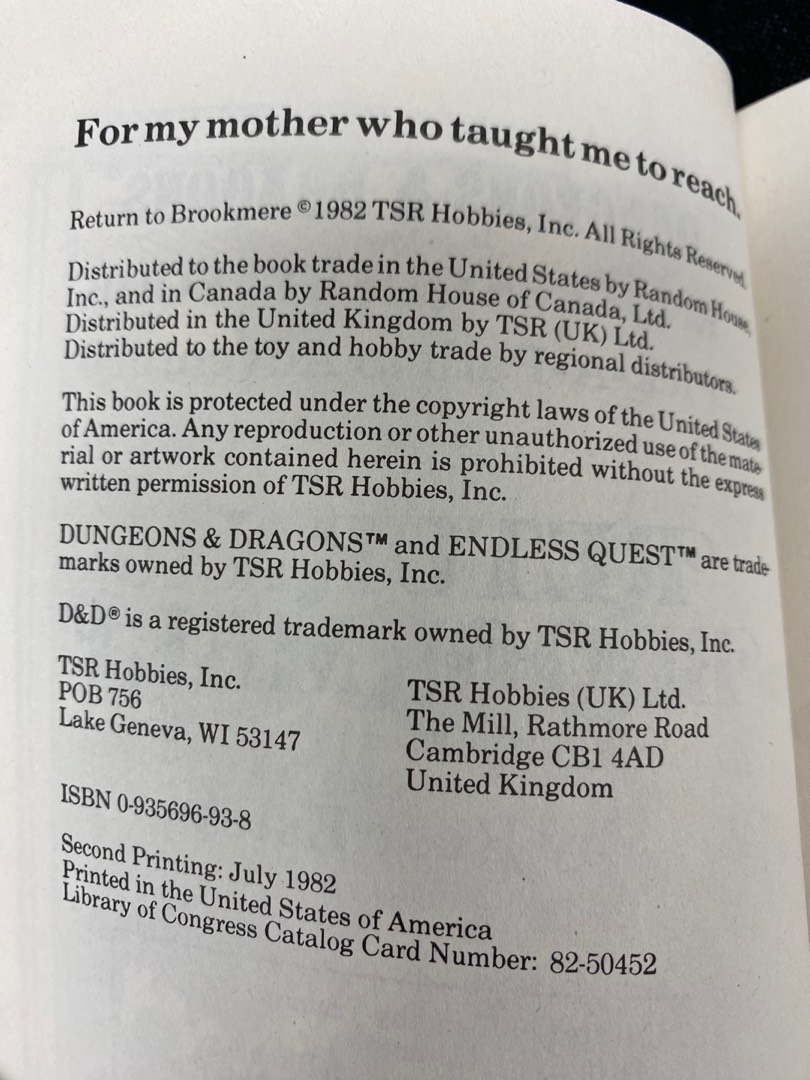 For my mother who taught me to reach.
Return to Brookmere ©1982 TSR Hobbies, Inc. All Rights Reserved.
Distributed to the book trade in the United States by Random House,
Inc., and in Canada by Random House of Canada, Ltd.
Distributed in the United Kingdom by TSR (UK) Ltd.
Distributed to the toy and hobby trade by regional distributors.
This book is protected under the copyright laws of the United States
of America. Any reproduction or other unauthorized use of the mate-
rial or artwork contained herein is prohibited without the express
written permission of TSR Hobbies, Inc.
DUNGEONS & DRAGONS™ and ENDLESS QUEST™ are trade-
marks owned by TSR Hobbies, Inc.
D&D® is a registered trademark owned by TSR Hobbies, Inc.
TSR Hobbies, Inc.
POB 756
Lake Geneva, WI 53147
TSR Hobbies (UK) Ltd.
The Mill, Rathmore Road
Cambridge CB1 4AD
United Kingdom
ISBN 0-935696-93-8
Second Printing: July 1982
Printed in the United States of America
Library of Congress Catalog Card Number: 82-50452